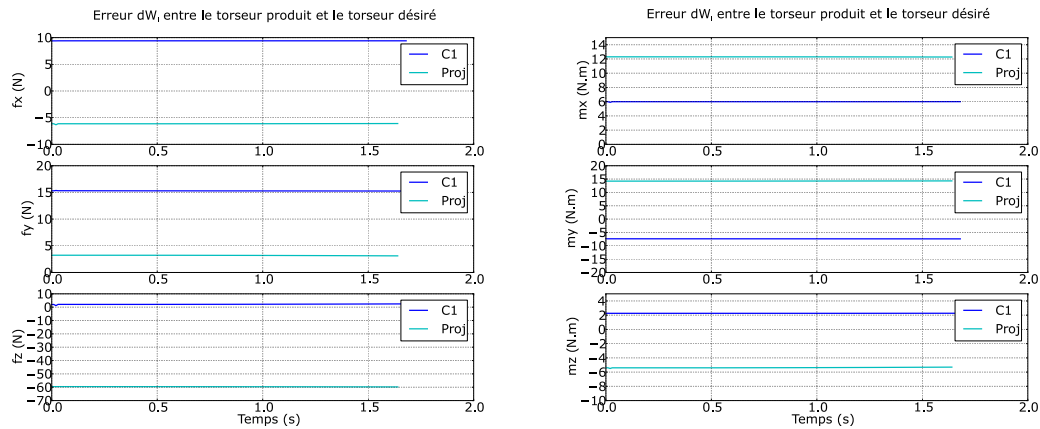 Erreur dWᵢ entre le torseur produit et le torseur désiré
fx (N)
10
5
0
−5
−10
0.0 0.5 1.0 1.5 2.0
C1
Proj
fy (N)
20
15
10
5
0
0.0 0.5 1.0 1.5 2.0
C1
Proj
fz (N)
10
0
−10
−20
−30
−40
−50
−60
−70
0.0 0.5 1.0 1.5 2.0
C1
Proj
Temps (s)
Erreur dWᵢ entre le torseur produit et le torseur désiré
mx (N.m)
14
12
10
8
6
4
2
0
0.0 0.5 1.0 1.5 2.0
C1
Proj
my (N.m)
20
15
10
5
0
−5
−10
−15
−20
0.0 0.5 1.0 1.5 2.0
C1
Proj
mz (N.m)
4
2
0
−2
−4
−6
−8
−10
0.0 0.5 1.0 1.5 2.0
C1
Proj
Temps (s)